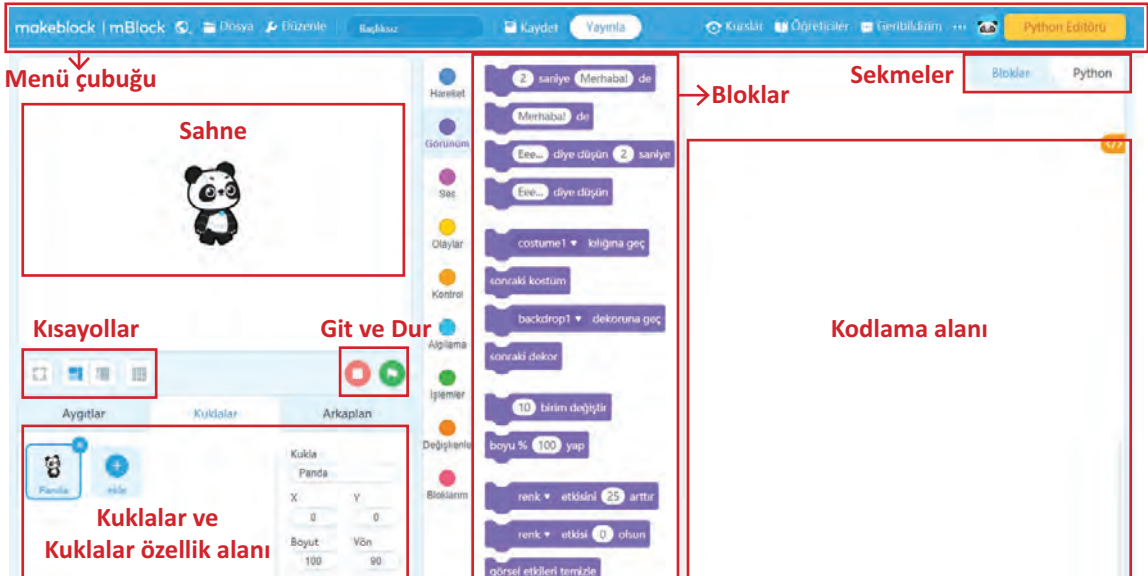 makeblock | mBlock Dosya Düzenle Başlıksız Kaydet Yayınla Kurslar Öğreticiler Geribildirim Python Editörü
Menü çubuğu
Sahne
Bloklar
Sekmeler
Bloklar Python
Hareket
Görünüm
Ses
Olaylar
Kontrol
Algılama
İşlemler
Değişkenle
Bloklarım
2 saniye Merhaba! de
Merhaba! de
Eee... diye düşün 2 saniye
Eee... diye düşün
costume1 kılığına geç
sonraki kostüm
backdrop1 dekoruna geç
sonraki dekor
10 birim değiştir
boyu % 100 yap
renk etkisini 25 arttır
renk etkisi 0 olsun
görsel etkileri temizle
Kodlama alanı
Kısayollar
Git ve Dur
Aygıtlar Kuklalar Arkaplan
Panda ekle
Kukla
Panda
X Y
0 0
Boyut Yön
100 90
Kuklalar ve
Kuklalar özellik alanı